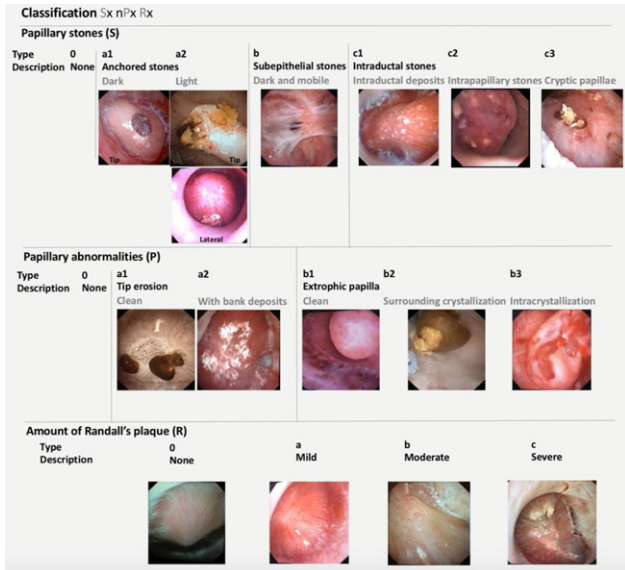 Classification Sx nPx Rx
Papillary stones (S)
Type 0 a1 a2 b c1 c2 c3
Description None Anchored stones Subepithelial stones Intraductal stones
Dark Light Dark and mobile Intraductal deposits Intrapapillary stones Cryptic papillae
Tip Tip
Lateral
Papillary abnormalities (P)
Type 0 a1 a2 b1 b2 b3
Description None Tip erosion Extrophic papilla
Clean With bank deposits Clean Surrounding crystallization Intracrystallization
Amount of Randall's plaque (R)
Type 0 a b c
Description None Mild Moderate Severe